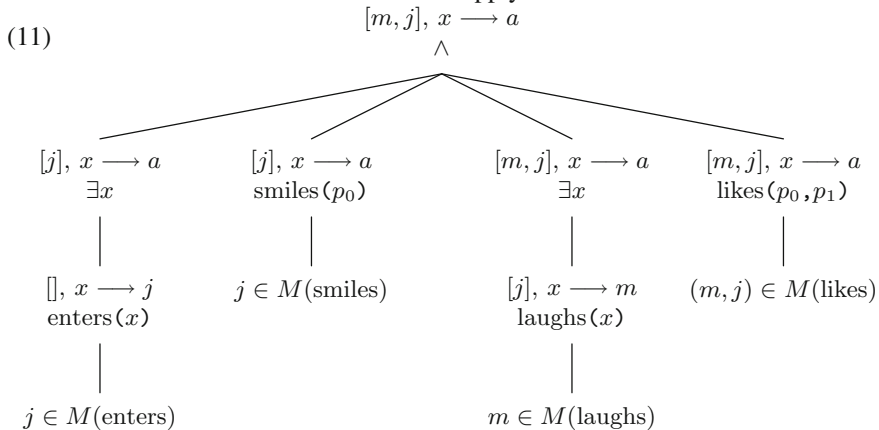 [m, j], x ⟶ a
(11)
∧
[j], x ⟶ a [j], x ⟶ a [m, j], x ⟶ a [m, j], x ⟶ a
∃x smiles(p₀) ∃x likes(p₀,p₁)
[], x ⟶ j j ∈ M(smiles) [j], x ⟶ m (m, j) ∈ M(likes)
enters(x) laughs(x)
j ∈ M(enters) m ∈ M(laughs)